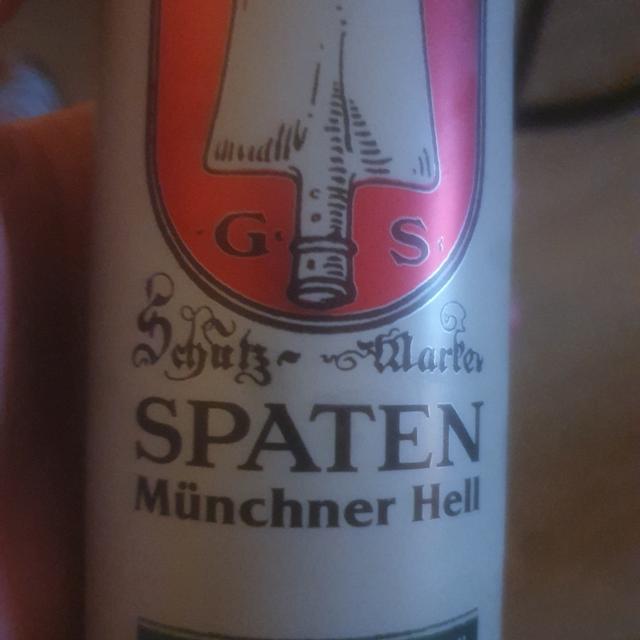 G. S.
Schutz-Marke
SPATEN
Münchner Hell